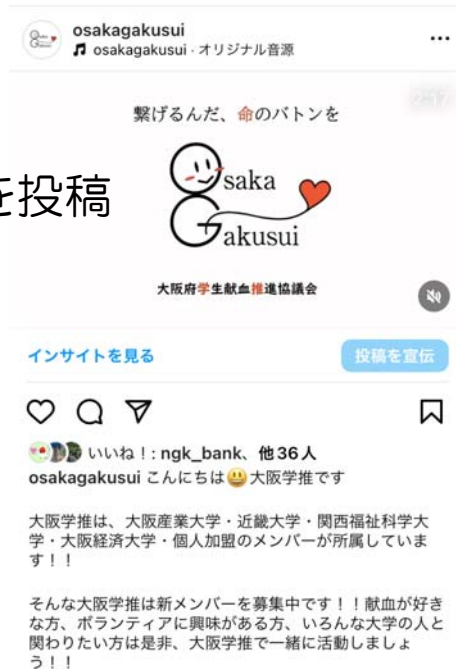 osakagakusui
osakagakusui · オリジナル音源
2:17
繋げるんだ、命のバトンを
Osaka
Gakusui
大阪府学生献血推進協議会
を投稿
インサイトを見る
投稿を宣伝
いいね！: ngk_bank、他36人
osakagakusui こんにちは😃大阪学推です
大阪学推は、大阪産業大学・近畿大学・関西福祉科学大
学・大阪経済大学・個人加盟のメンバーが所属していま
す！！
そんな大阪学推は新メンバーを募集中です！！献血が好き
な方、ボランティアに興味がある方、いろんな大学の人と
関わりたい方は是非、大阪学推で一緒に活動しましょ
う！！